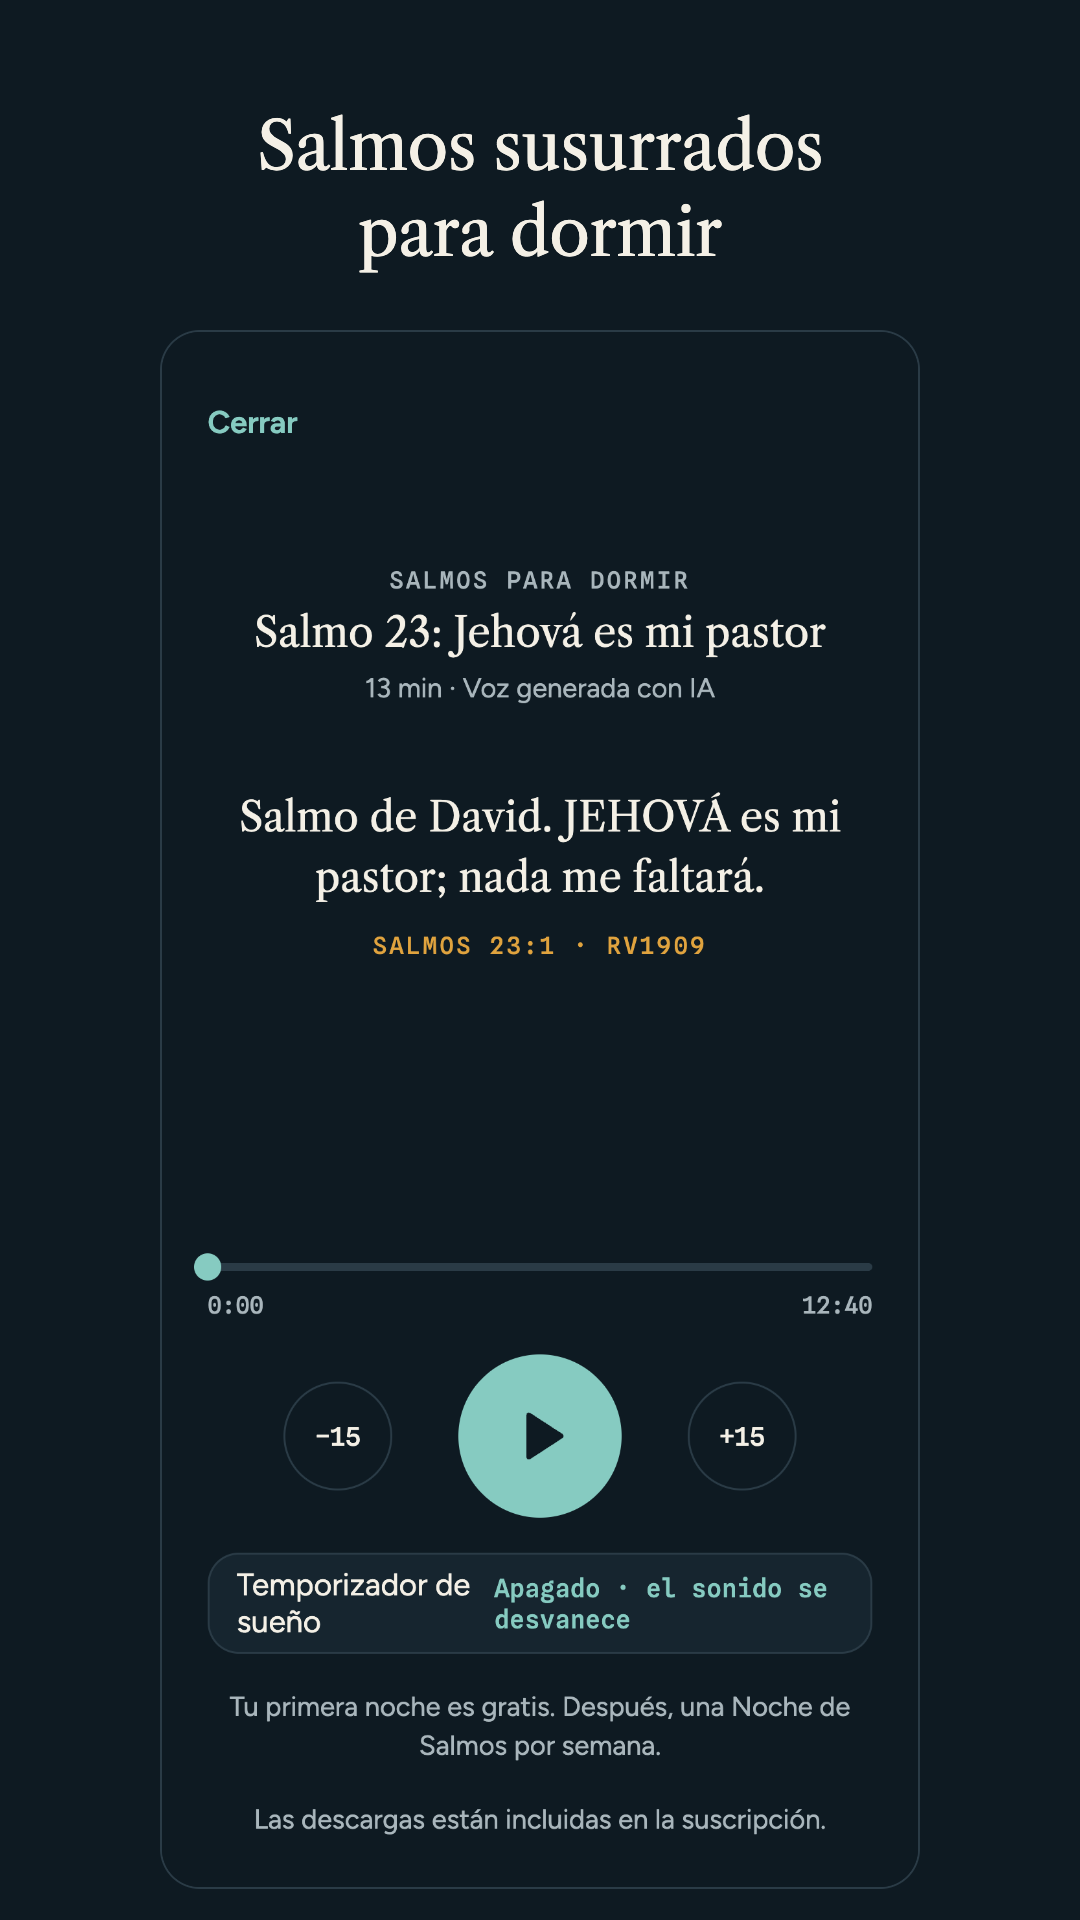 Salmos susurrados
para dormir
Cerrar
SALMOS PARA DORMIR
Salmo 23: Jehová es mi pastor
13 min · Voz generada con IA
Salmo de David. JEHOVÁ es mi
pastor; nada me faltará.
SALMOS 23:1 · RV1909
0:00
12:40
−15
+15
Temporizador de
sueño
Apagado · el sonido se
desvanece
Tu primera noche es gratis. Después, una Noche de
Salmos por semana.
Las descargas están incluidas en la suscripción.